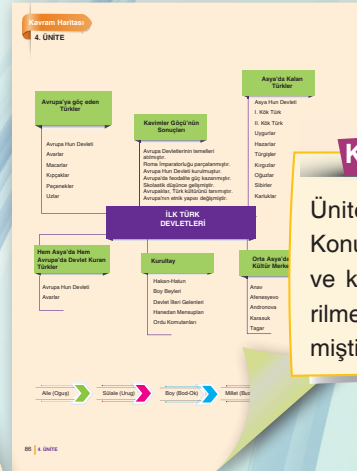 Kavram Haritası
4. ÜNİTE
Avrupa'ya göç eden
Türkler
Avrupa Hun Devleti
Avarlar
Macarlar
Kıpçaklar
Peçenekler
Uzlar
Kavimler Göçü'nün
Sonuçları
Avrupa Devletlerinin temelleri
atılmıştır.
Roma İmparatorluğu parçalanmıştır.
Avrupa Hun Devleti kurulmuştur.
Avrupa'da feodalite güç kazanmıştır.
Skolastik düşünce gelişmiştir.
Avrupalılar, Türk kültürünü tanımıştır.
Avrupa'nın etnik yapısı değişmiştir.
Asya'da Kalan
Türkler
Asya Hun Devleti
I. Kök Türk
II. Kök Türk
Uygurlar
Hazarlar
Türgişler
Kırgızlar
Oğuzlar
Sibirler
Karluklar
İLK TÜRK
DEVLETLERİ
Hem Asya'da Hem
Avrupa'da Devlet Kuran
Türkler
Avrupa Hun Devleti
Avarlar
Kurultay
Hakan-Hatun
Boy Beyleri
Devlet İleri Gelenleri
Hanedan Mensupları
Ordu Komutanları
Orta Asya'da
Kültür Merke
Anav
Afenasyevo
Andronova
Karasuk
Tagar
Aile (Oguş)
Sülale (Urug)
Boy (Bod-Ok)
Millet (Bu
K
Ünite
Konu
ve k
rilme
mişti
86 4. ÜNİTE